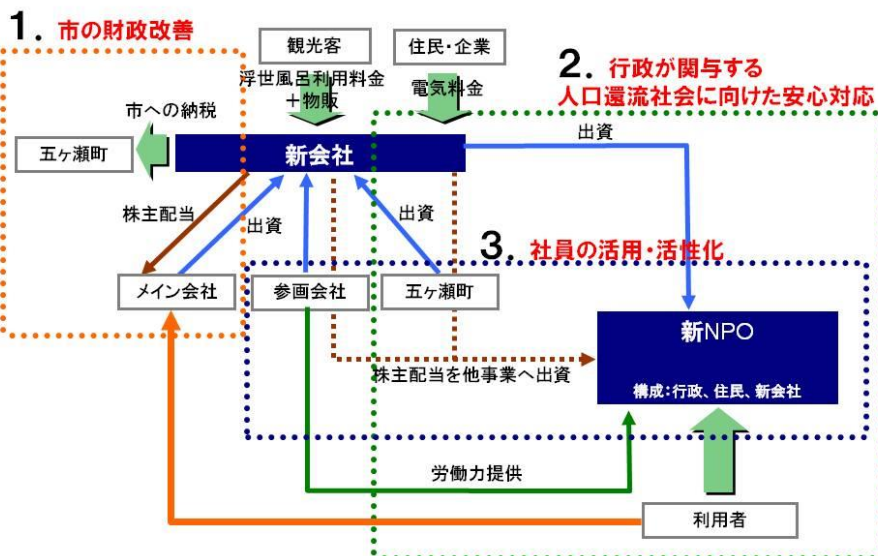 1. 市の財政改善
観光客
住民・企業
2. 行政が関与する
人口還流社会に向けた安心対応
浮世風呂利用料金
+物販
電気料金
市への納税
出資
五ヶ瀬町
新会社
株主配当
出資
出資
3. 社員の活用・活性化
メイン会社
参画会社
五ヶ瀬町
新NPO
株主配当を他事業へ出資
構成:行政、住民、新会社
労働力提供
利用者